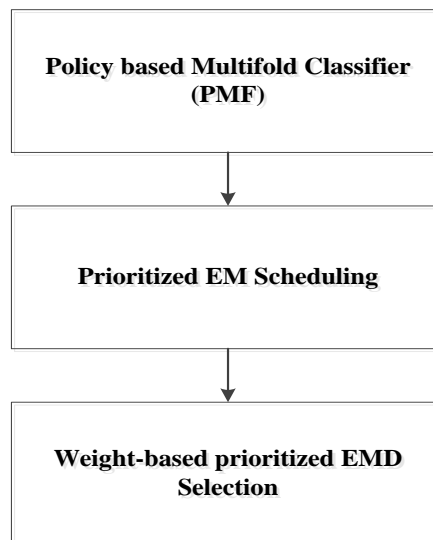 Policy based Multifold Classifier
(PMF)
Prioritized EM Scheduling
Weight-based prioritized EMD
Selection